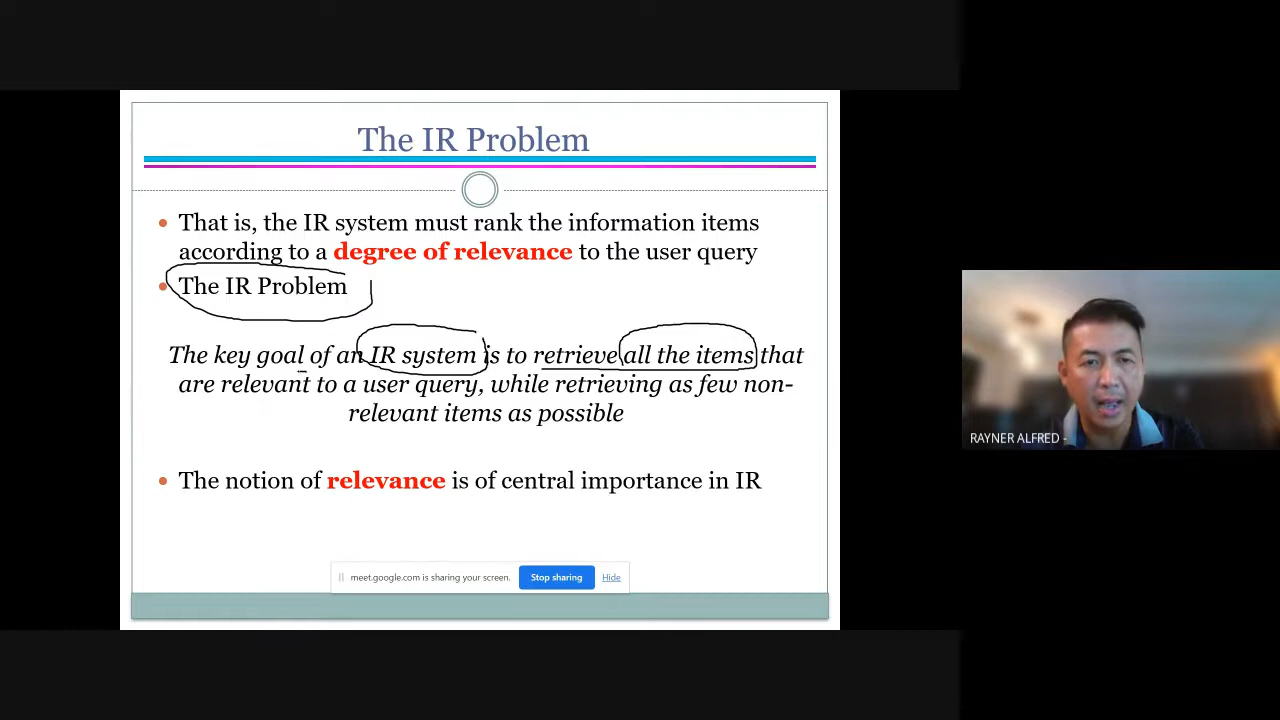 The IR Problem
• That is, the IR system must rank the information items
according to a degree of relevance to the user query
• The IR Problem
The key goal of an IR system is to retrieve all the items that
are relevant to a user query, while retrieving as few non-
relevant items as possible
• The notion of relevance is of central importance in IR
meet.google.com is sharing your screen. Stop sharing Hide
RAYNER ALFRED -